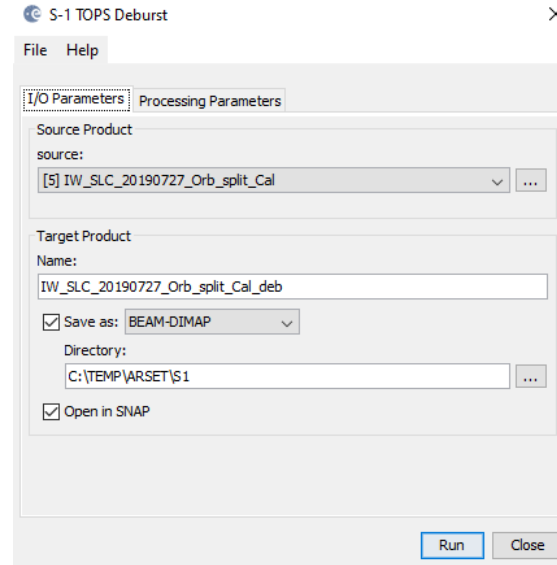 S-1 TOPS Deburst
File Help
I/O Parameters Processing Parameters
Source Product
source:
[5] IW_SLC_20190727_Orb_split_Cal
...
Target Product
Name:
IW_SLC_20190727_Orb_split_Cal_deb
Save as: BEAM-DIMAP
Directory:
C:\TEMP\ARSET\S1
...
Open in SNAP
Run Close